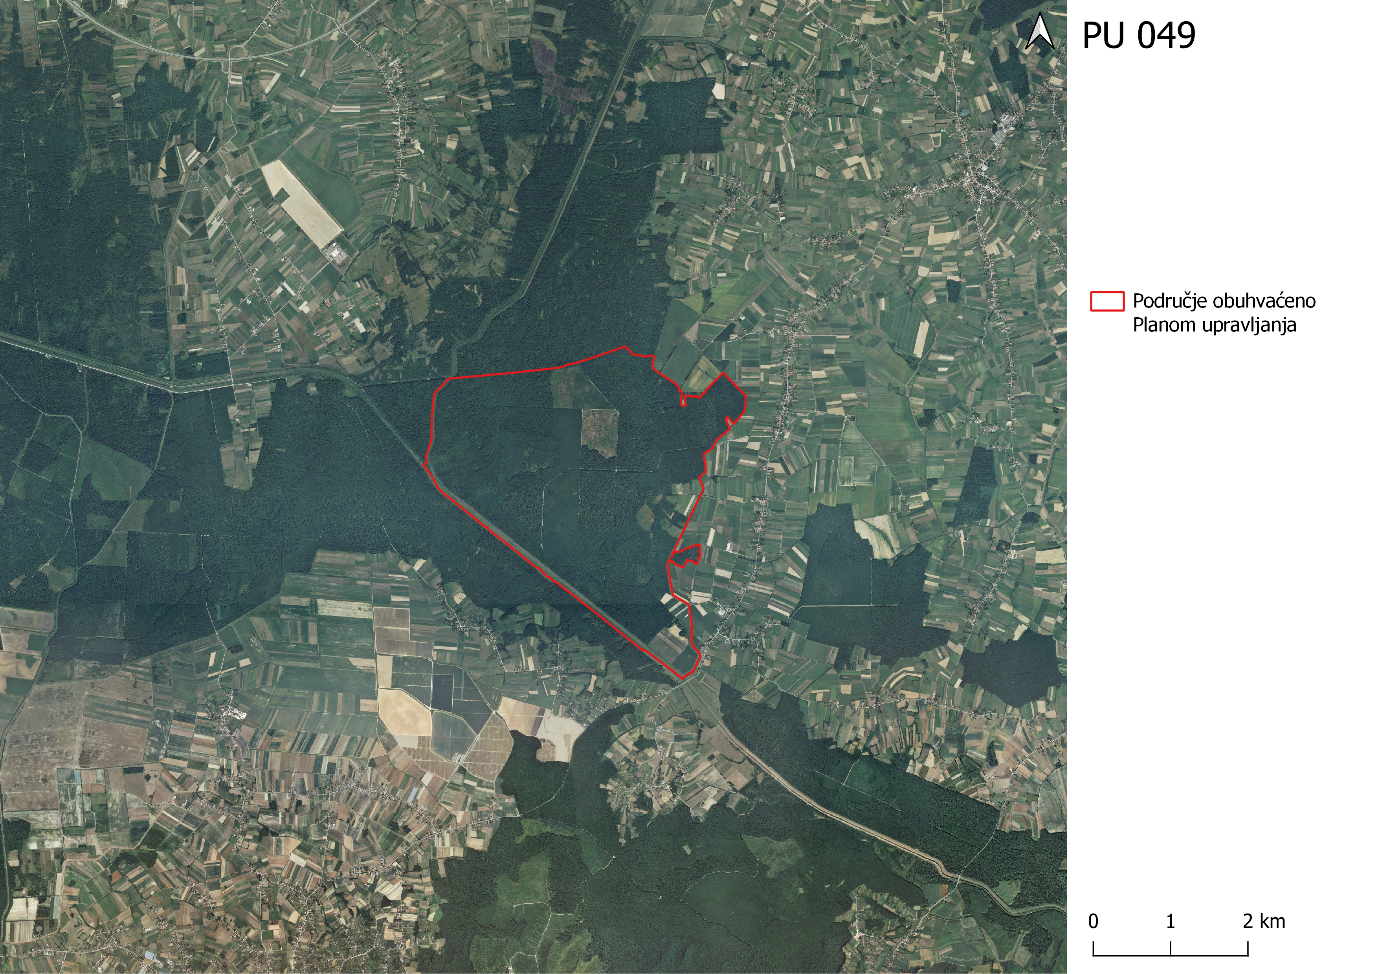 PU 049
Područje obuhvaćeno
Planom upravljanja
0 1 2 km